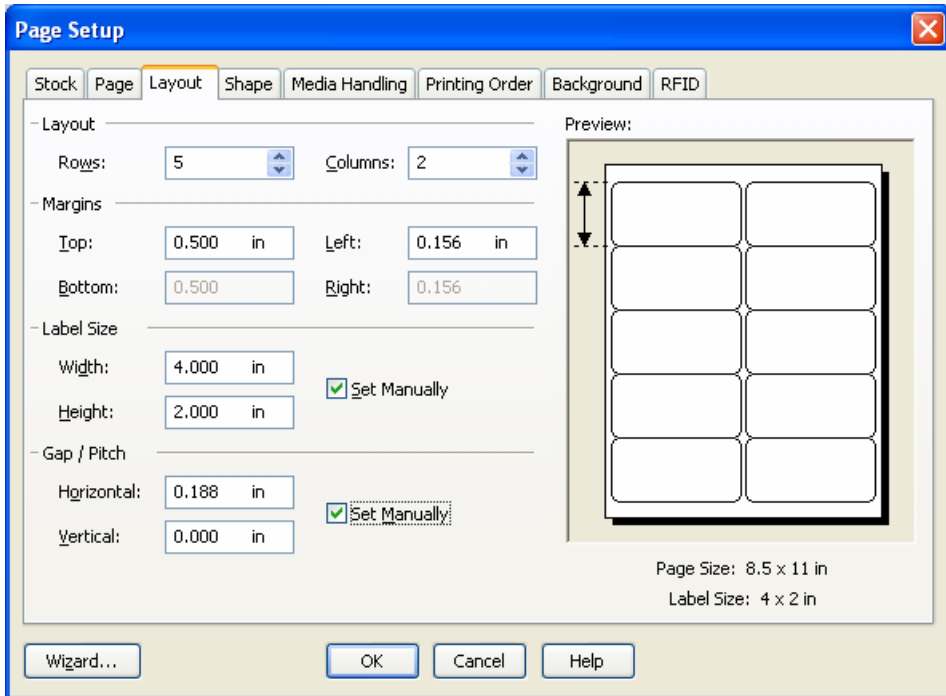 Page Setup
Stock Page Layout Shape Media Handling Printing Order Background RFID
Layout
Rows: 5 Columns: 2
Margins
Top: 0.500 in Left: 0.156 in
Bottom: 0.500 Right: 0.156
Label Size
Width: 4.000 in
Set Manually
Height: 2.000 in
Gap / Pitch
Horizontal: 0.188 in
Set Manually
Vertical: 0.000 in
Preview:
Page Size: 8.5 x 11 in
Label Size: 4 x 2 in
Wizard... OK Cancel Help